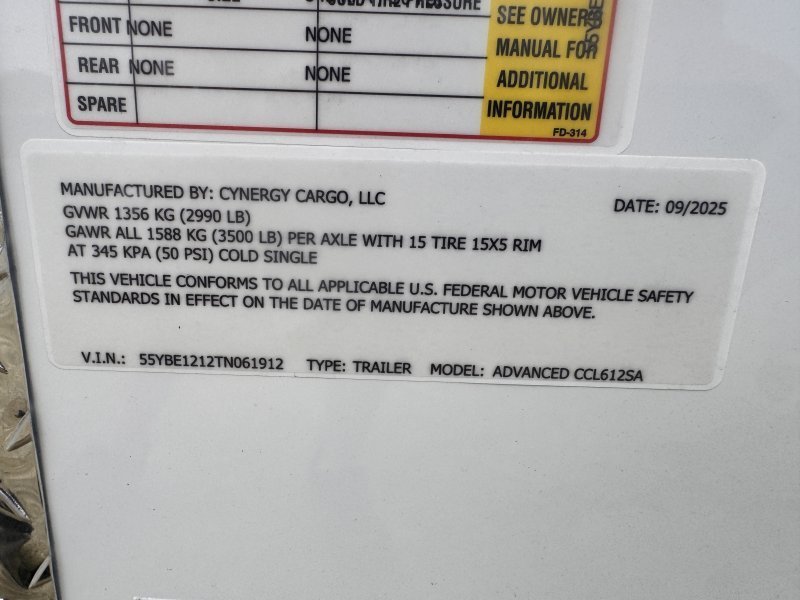 PRESSURE
SEE OWNERS
FRONT NONE NONE
MANUAL FOR
REAR NONE NONE
ADDITIONAL
SPARE
INFORMATION
FD-314
MANUFACTURED BY: CYNERGY CARGO, LLC
DATE: 09/2025
GVWR 1356 KG (2990 LB)
GAWR ALL 1588 KG (3500 LB) PER AXLE WITH 15 TIRE 15X5 RIM
AT 345 KPA (50 PSI) COLD SINGLE
THIS VEHICLE CONFORMS TO ALL APPLICABLE U.S. FEDERAL MOTOR VEHICLE SAFETY
STANDARDS IN EFFECT ON THE DATE OF MANUFACTURE SHOWN ABOVE.
V.I.N.: 55YBE1212TN061912 TYPE: TRAILER MODEL: ADVANCED CCL612SA